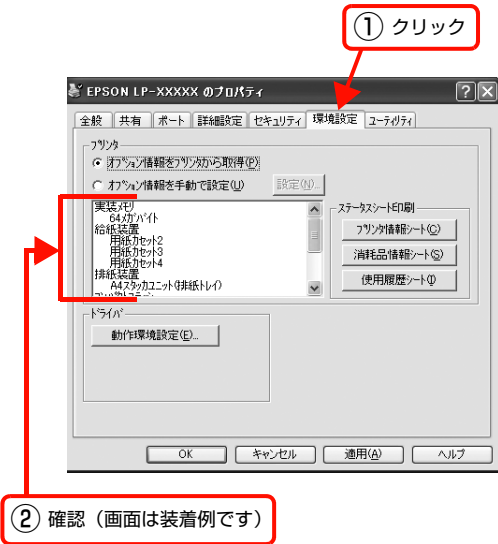 ① クリック
EPSON LP-XXXXX のプロパティ
全般 共有 ポート 詳細設定 セキュリティ 環境設定 ユーティリティ
プリンタ
オプション情報をプリンタから取得(P)
オプション情報を手動で設定(U) 設定(N)...
実装メモリ
64メガバイト
給紙装置
用紙カセット2
用紙カセット3
用紙カセット4
排紙装置
A4スタッカユニット(排紙トレイ)
ステータスシート印刷
プリンタ情報シート(C)
消耗品情報シート(S)
使用履歴シート(I)
ドライバ
動作環境設定(E)...
OK キャンセル 適用(A) ヘルプ
② 確認（画面は装着例です）